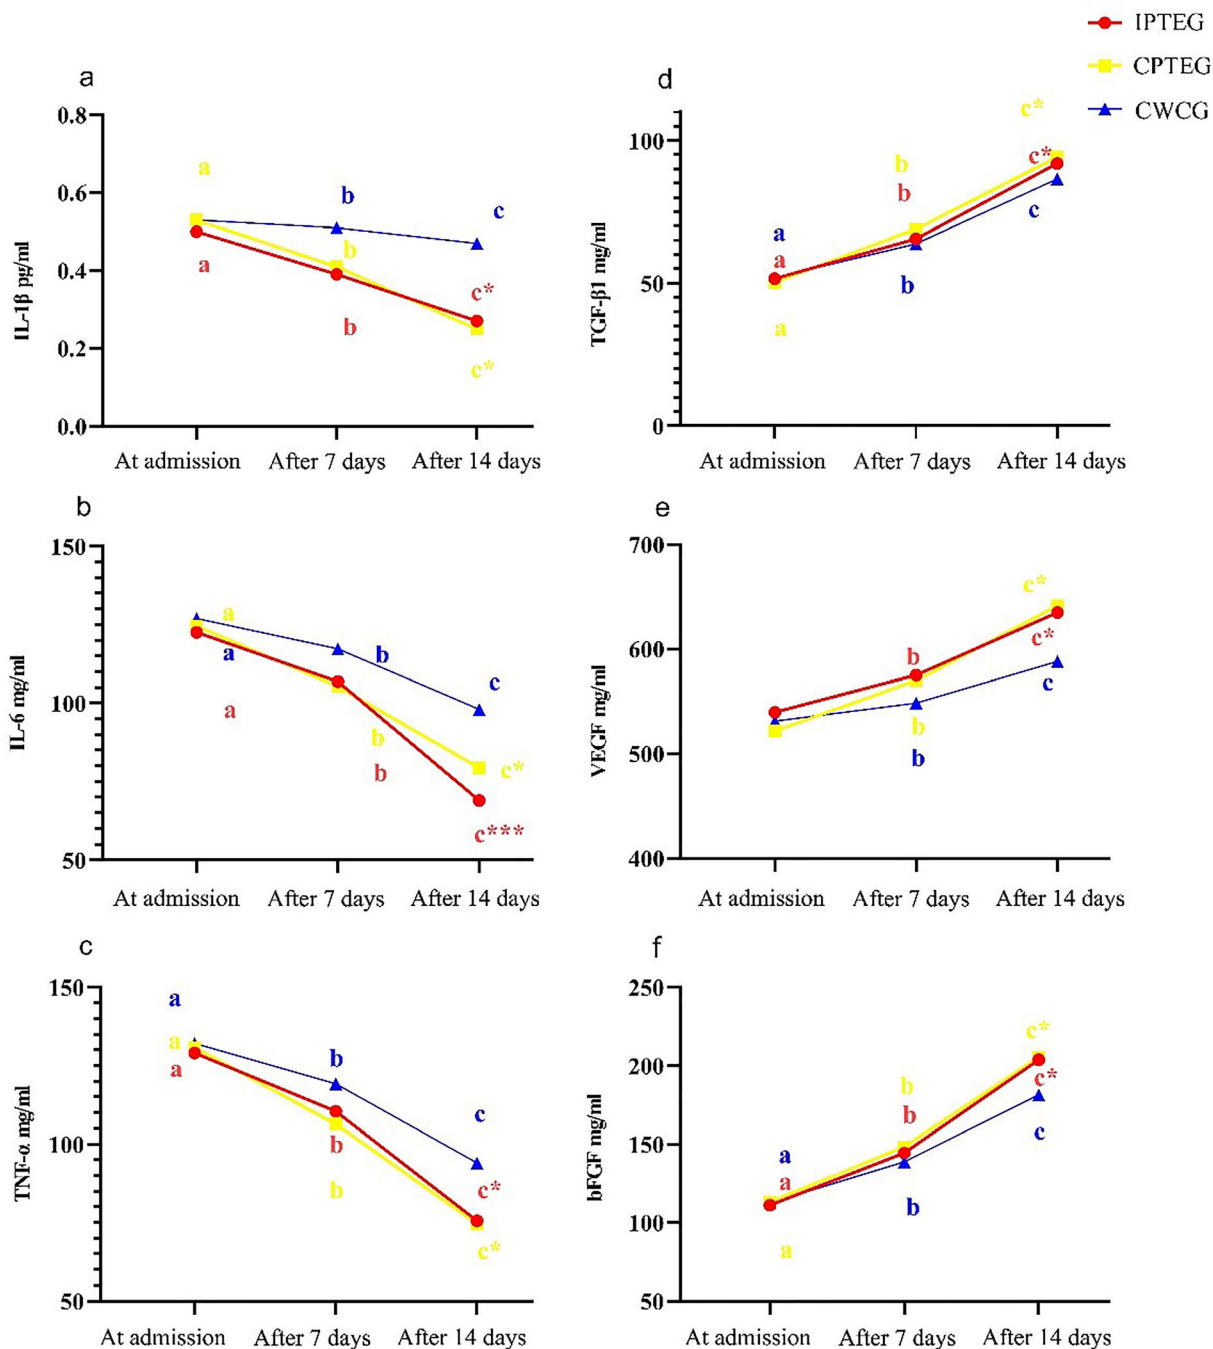 IPTEG
CPTEG
CWCG
a
0.8
0.6
0.4
0.2
0.0
IL-1β pg/ml
a
a
b
b
b
c
c*
c*
At admission After 7 days After 14 days
d
100
50
0
TGF-β1 mg/ml
a
a
a
b
b
b
c*
c*
c
At admission After 7 days After 14 days
b
150
100
50
IL-6 mg/ml
a
a
a
b
b
b
c
c*
c***
At admission After 7 days After 14 days
e
700
600
500
400
VEGF mg/ml
b
b
b
c*
c*
c
At admission After 7 days After 14 days
c
150
100
50
TNF-α mg/ml
a
a
a
b
b
b
c
c*
c*
At admission After 7 days After 14 days
f
250
200
150
100
50
bFGF mg/ml
a
a
a
b
b
b
c*
c*
c
At admission After 7 days After 14 days